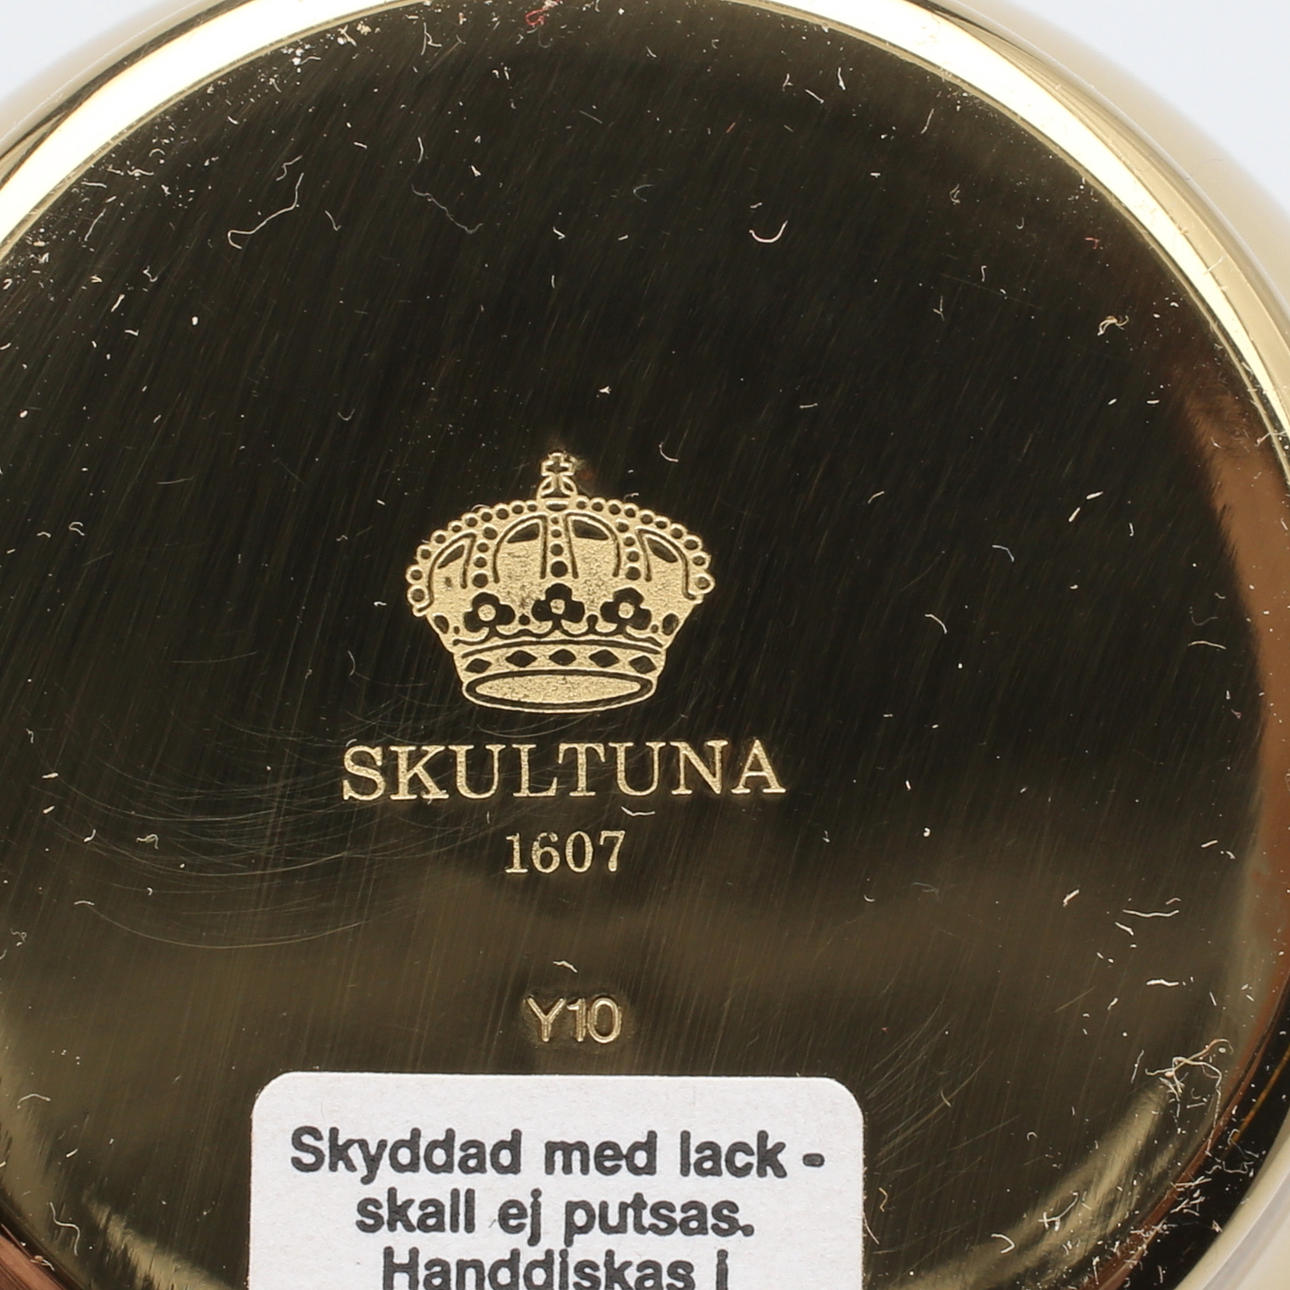 SKULTUNA
1607
Y10
Skyddad med lack -
skall ej putsas.
Handdiskas i